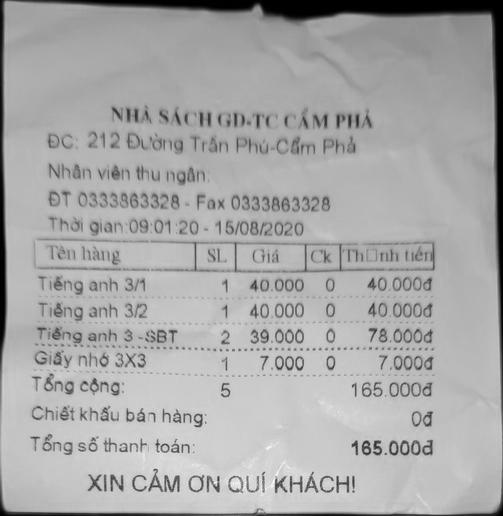 NHÀ SÁCH GD-TC CẨM PHẢ
ĐC: 212 Đường Trần Phú-Cẩm Phả
Nhân viên thu ngân:
ĐT 0333863328 - Fax 0333863328
Thời gian:09:01:20 - 15/08/2020
Tên hàng SL Giá Ck Th□nh tiền
Tiếng anh 3/1 1 40.000 0 40.000đ
Tiếng anh 3/2 1 40.000 0 40.000đ
Tiếng anh 3 -SBT 2 39.000 0 78.000đ
Giấy nhớ 3X3 1 7.000 0 7.000đ
Tổng cộng: 5 165.000đ
Chiết khấu bán hàng: 0đ
Tổng số thanh toán: 165.000đ
XIN CẢM ƠN QUÍ KHÁCH!